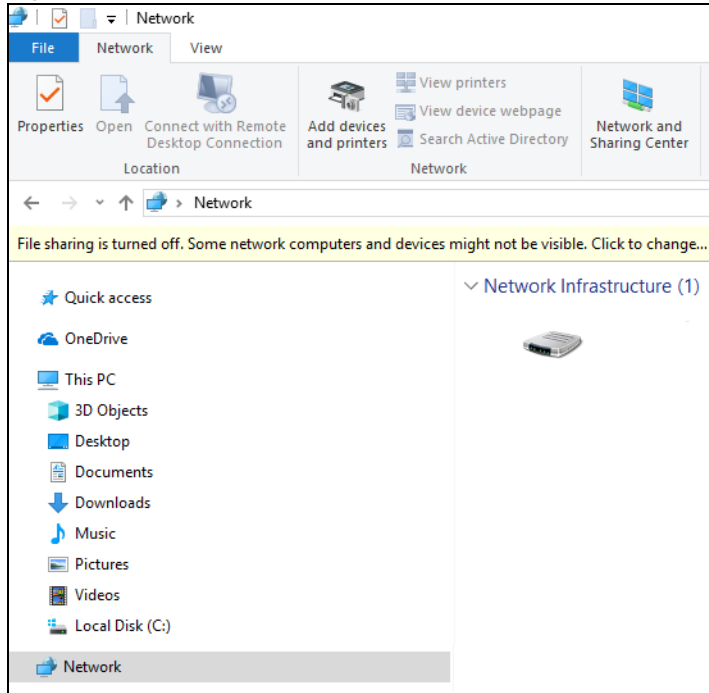 Network
File Network View
Properties Open Connect with Remote Desktop Connection Add devices and printers View printers
View device webpage
Search Active Directory
Network and Sharing Center
Location Network
Network
File sharing is turned off. Some network computers and devices might not be visible. Click to change...
Quick access
OneDrive
This PC
3D Objects
Desktop
Documents
Downloads
Music
Pictures
Videos
Local Disk (C:)
Network
Network Infrastructure (1)